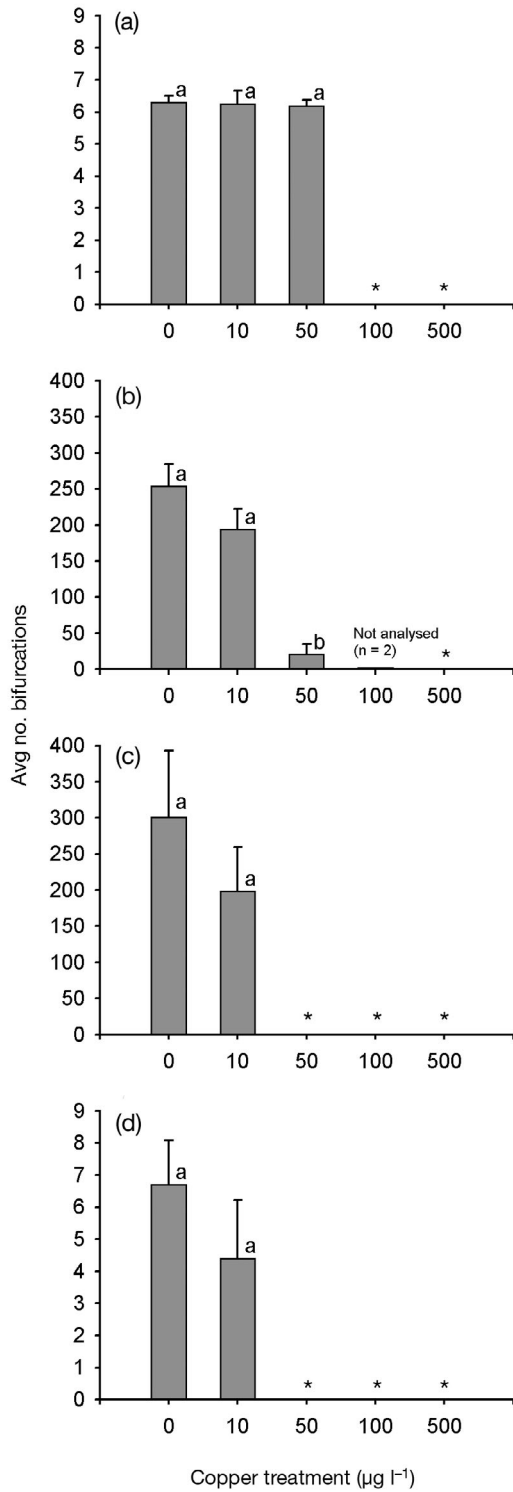 (a)
9
8
7
6
5
4
3
2
1
0
a a a * *
0 10 50 100 500
(b)
400
350
300
250
200
150
100
50
0
a a b
Not analysed
(n = 2)
*
0 10 50 100 500
Avg no. bifurcations
(c)
400
350
300
250
200
150
100
50
0
a a * * *
0 10 50 100 500
(d)
9
8
7
6
5
4
3
2
1
0
a a * * *
0 10 50 100 500
Copper treatment (µg l⁻¹)